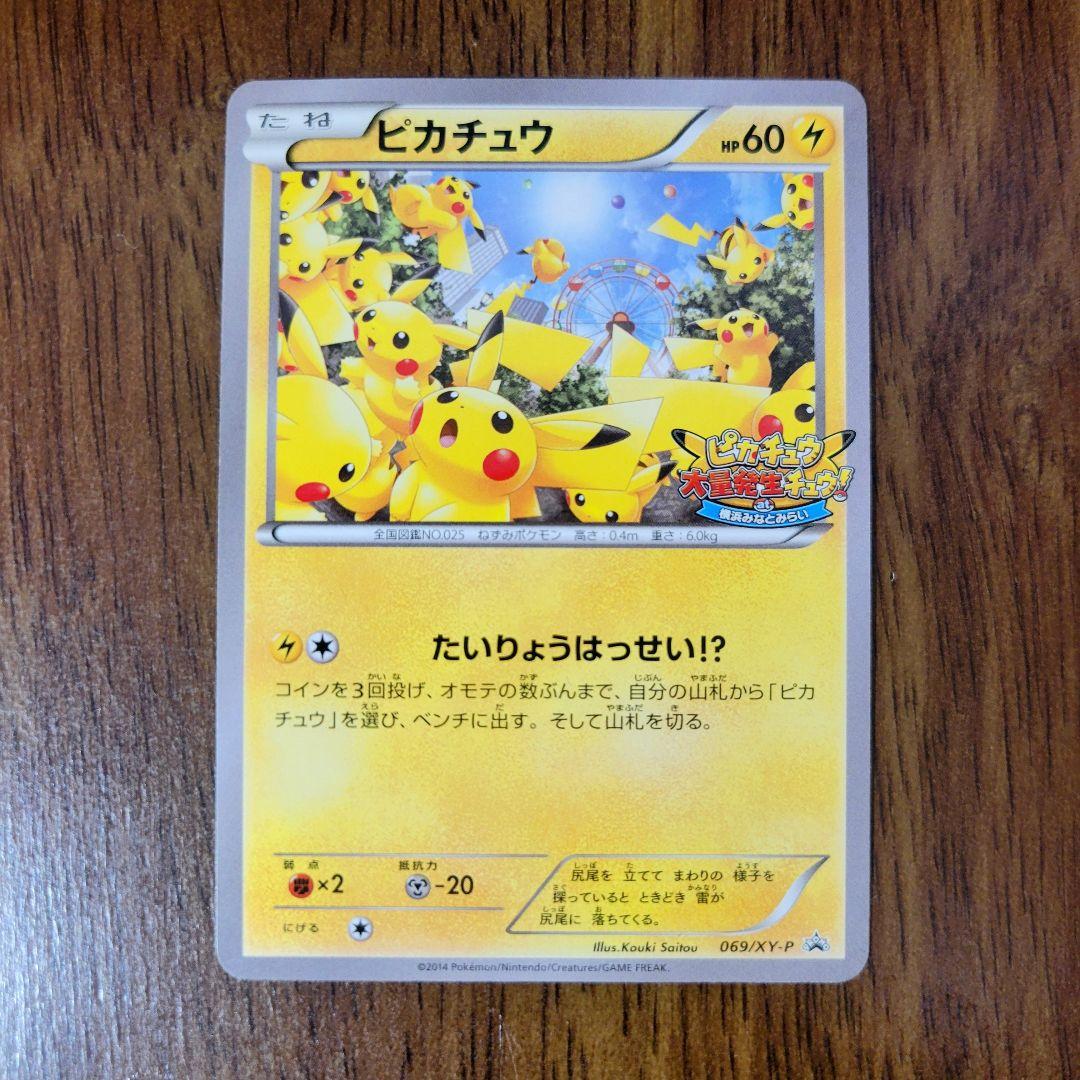 たね ピカチュウ HP60
ピカチュウ
大量発生チュウ!
at
横浜みなとみらい
全国図鑑NO.025 ねずみポケモン 高さ:0.4m 重さ:6.0kg
たいりょうはっせい!?
コインを3回投げ、オモテの数ぶんまで、自分の山札から「ピカ
チュウ」を選び、ベンチに出す。そして山札を切る。
弱点 抵抗力
×2 -20
にげる
尻尾を 立てて まわりの 様子を
探っていると ときどき 雷が
尻尾に 落ちてくる。
Illus.Kouki Saitou 069/XY-P
©2014 Pokémon/Nintendo/Creatures/GAME FREAK.